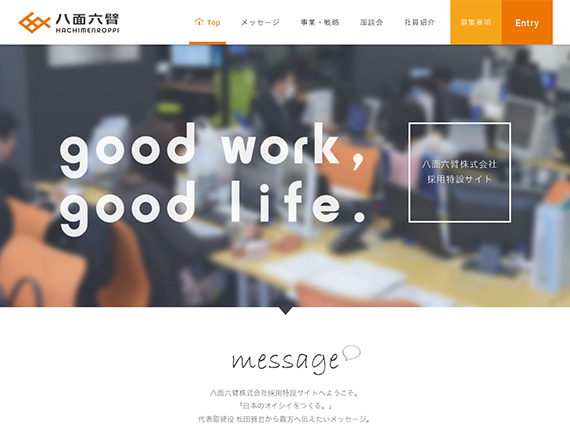 八面六臂
HACHIMENROPPI
Top
メッセージ
事業・戦略
座談会
社員紹介
募集要項
Entry
good work,
good life.
八面六臂株式会社
採用特設サイト
message
八面六臂株式会社採用特設サイトへようこそ。
「日本のオイシイをつくる。」
代表取締役 松田雅也から貴方へ伝えたいメッセージ。